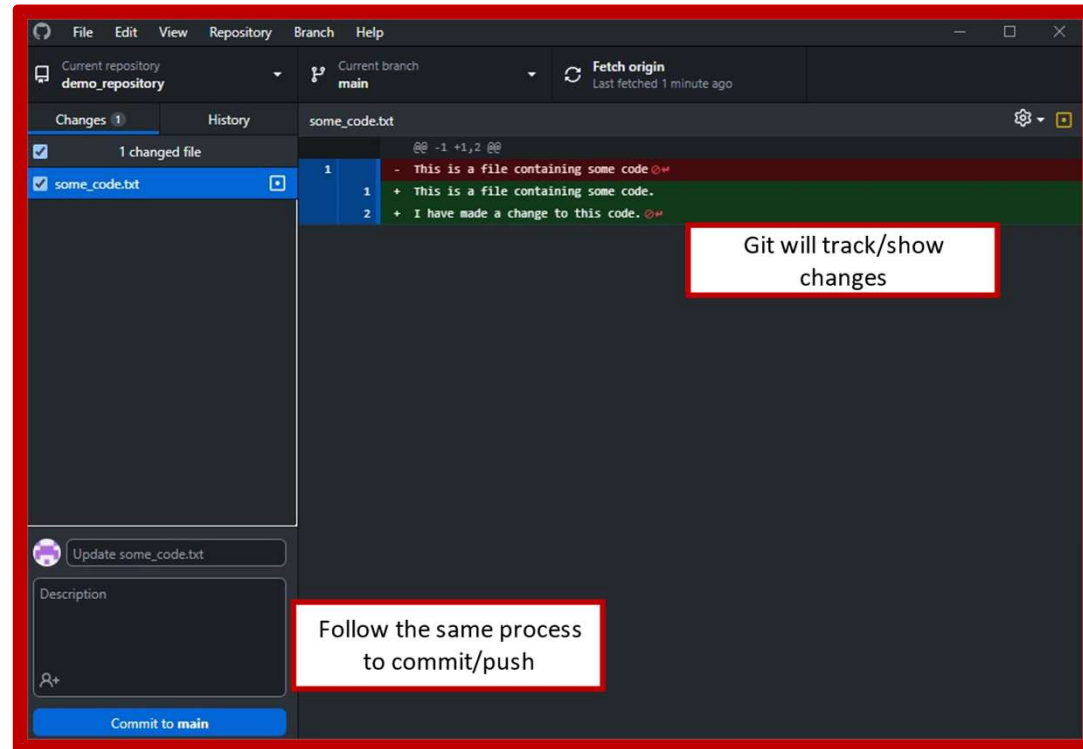 File Edit View Repository Branch Help
Current repository
demo_repository
Current branch
main
Fetch origin
Last fetched 1 minute ago
Changes 1 History
some_code.txt
1 changed file
some_code.txt
@@ -1 +1,2 @@
1 - This is a file containing some code
1 + This is a file containing some code.
2 + I have made a change to this code.
Git will track/show
changes
Update some_code.txt
Description
Follow the same process
to commit/push
Commit to main